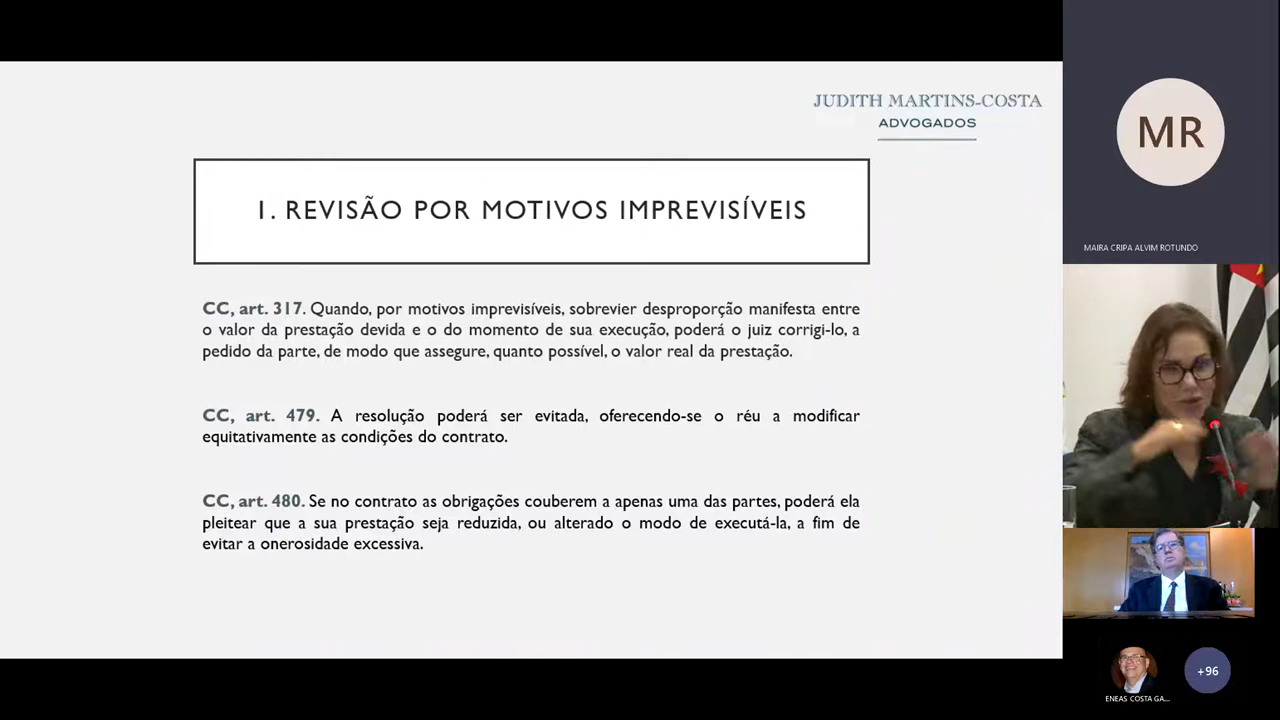 JUDITH MARTINS-COSTA
ADVOGADOS
1. REVISÃO POR MOTIVOS IMPREVISÍVEIS
CC, art. 317. Quando, por motivos imprevisíveis, sobrevier desproporção manifesta entre
o valor da prestação devida e o do momento de sua execução, poderá o juiz corrigi-lo, a
pedido da parte, de modo que assegure, quanto possível, o valor real da prestação.
CC, art. 479. A resolução poderá ser evitada, oferecendo-se o réu a modificar
equitativamente as condições do contrato.
CC, art. 480. Se no contrato as obrigações couberem a apenas uma das partes, poderá ela
pleitear que a sua prestação seja reduzida, ou alterado o modo de executá-la, a fim de
evitar a onerosidade excessiva.
MR
MAIRA CRIPA ALVIM ROTUNDO
ENEAS COSTA GA...
+96